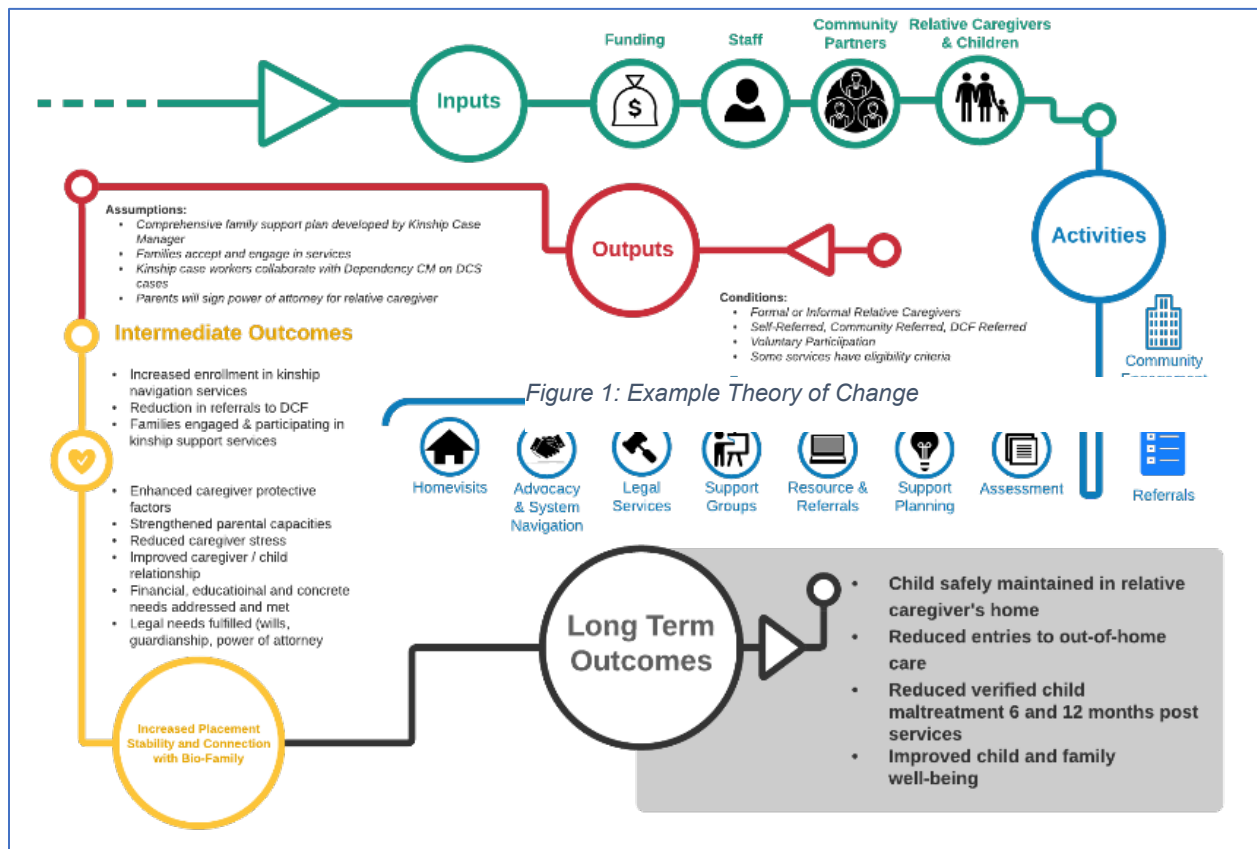 Funding
Staff
Community
Partners
Relative Caregivers
& Children
Inputs
$
Activities
Outputs
Assumptions:
• Comprehensive family support plan developed by Kinship Case
Manager
• Families accept and engage in services
• Kinship case workers collaborate with Dependency CM on DCS
cases
• Parents will sign power of attorney for relative caregiver
Conditions:
• Formal or Informal Relative Caregivers
• Self-Referred, Community Referred, DCF Referred
• Voluntary Particiipation
• Some services have eligibility criteria
Community
Intermediate Outcomes
• Increased enrollment in kinship
navigation services
• Reduction in referrals to DCF
• Families engaged & participating in
kinship support services
Figure 1: Example Theory of Change
Homevisits
Advocacy
& System
Navigation
Legal
Services
Support
Groups
Resource &
Referrals
Support
Planning
Assessment
Referrals
• Enhanced caregiver protective
factors
• Strengthened parental capacities
• Reduced caregiver stress
• Improved caregiver / child
relationship
• Financial, educatioinal and concrete
needs addressed and met
• Legal needs fulfilled (wills,
guardianship, power of attorney
Increased Placement
Stability and Connection
with Bio-Family
Long Term
Outcomes
• Child safely maintained in relative
caregiver's home
• Reduced entries to out-of-home
care
• Reduced verified child
maltreatment 6 and 12 months post
services
• Improved child and family
well-being